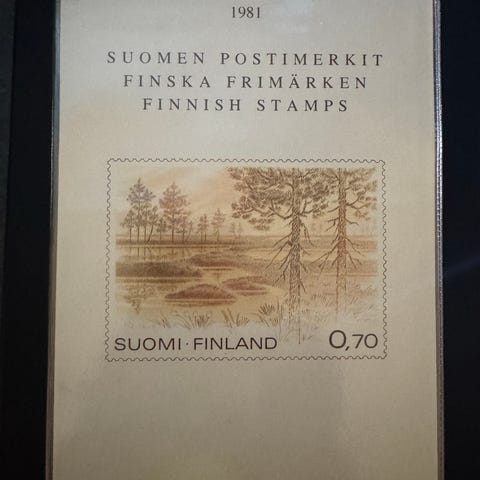 1981
SUOMEN POSTIMERKIT
FINSKA FRIMÄRKEN
FINNISH STAMPS
SUOMI·FINLAND 0,70